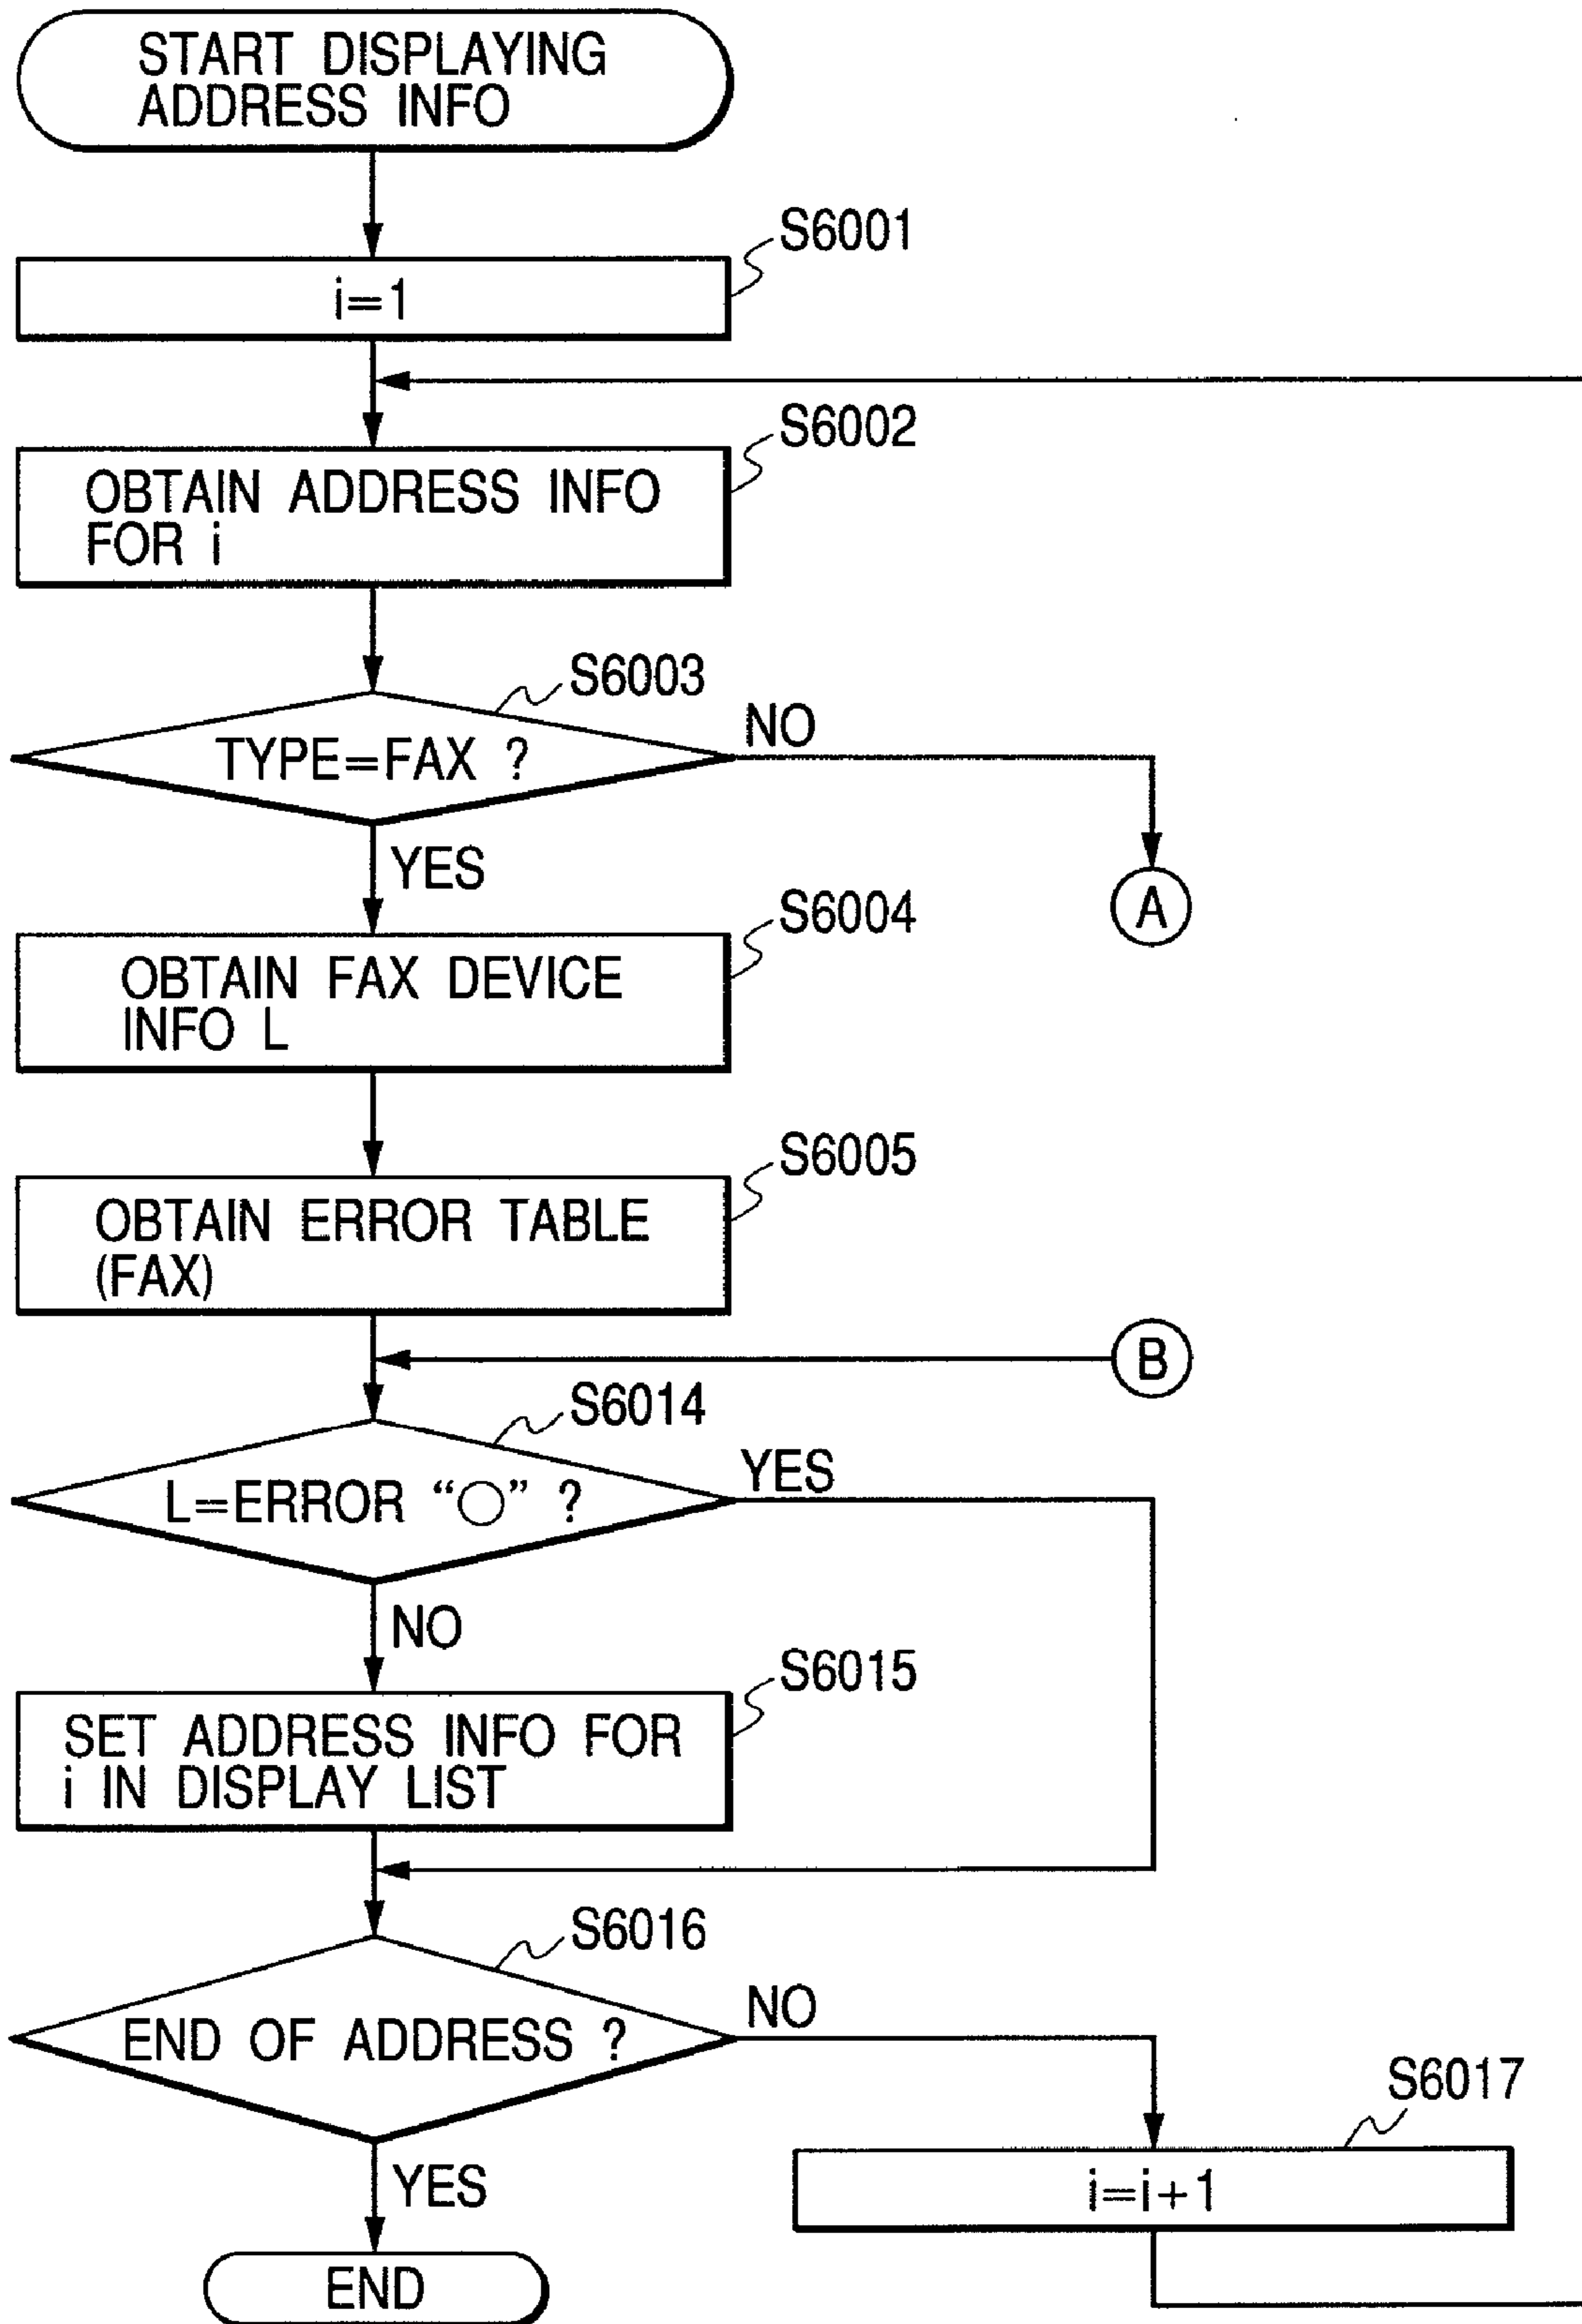 START DISPLAYING
ADDRESS INFO
S6001
i=1
S6002
OBTAIN ADDRESS INFO
FOR i
S6003
TYPE=FAX ?
NO
YES
A
S6004
OBTAIN FAX DEVICE
INFO L
S6005
OBTAIN ERROR TABLE
(FAX)
B
S6014
L=ERROR “○” ?
YES
NO
S6015
SET ADDRESS INFO FOR
i IN DISPLAY LIST
S6016
END OF ADDRESS ?
NO
S6017
i=i+1
YES
END